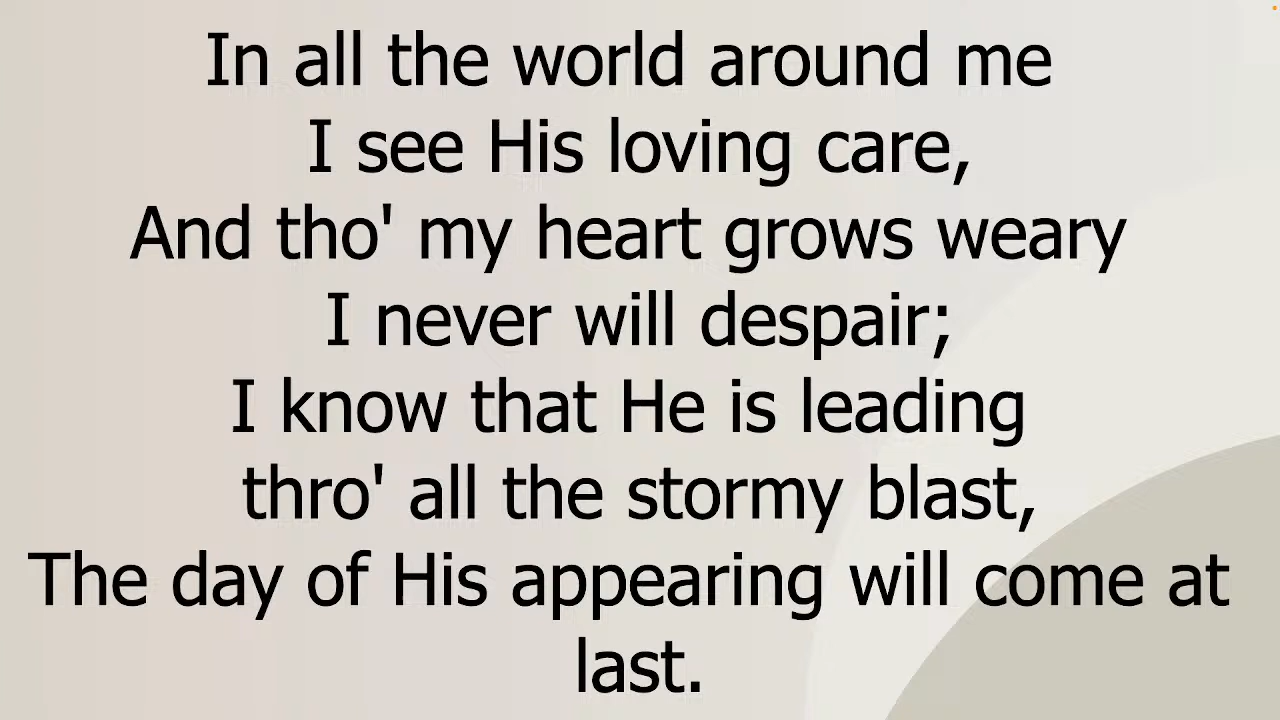 In all the world around me
I see His loving care,
And tho' my heart grows weary
I never will despair;
I know that He is leading
thro' all the stormy blast,
The day of His appearing will come at
last.